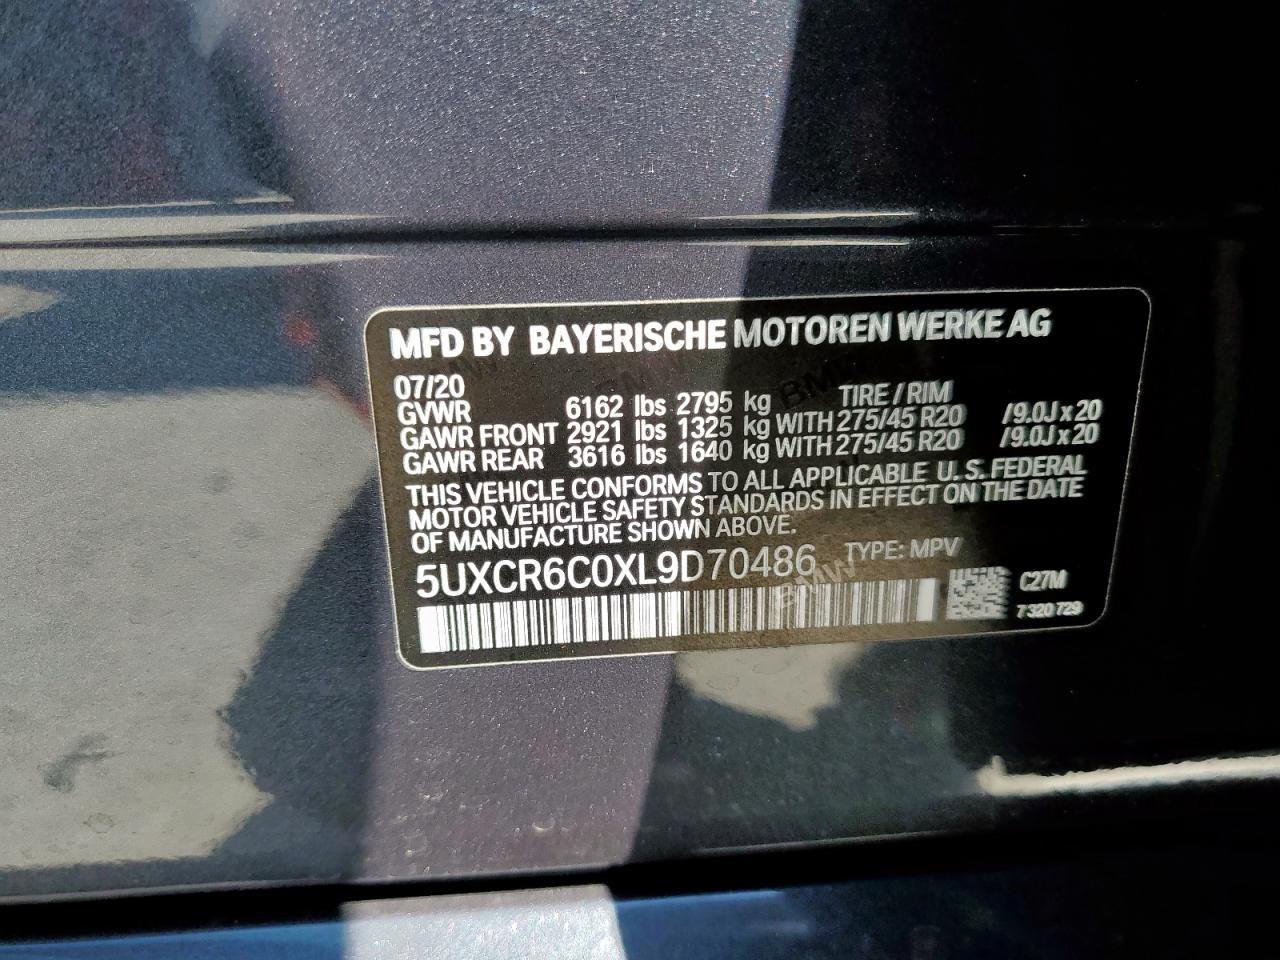 MFD BY BAYERISCHE MOTOREN WERKE AG
07/20 TIRE / RIM
GVWR 6162 lbs 2795 kg
GAWR FRONT 2921 lbs 1325 kg WITH 275/45 R20 /9.0J x 20
GAWR REAR 3616 lbs 1640 kg WITH 275/45 R20 /9.0J x 20
THIS VEHICLE CONFORMS TO ALL APPLICABLE U.S. FEDERAL
MOTOR VEHICLE SAFETY STANDARDS IN EFFECT ON THE DATE
OF MANUFACTURE SHOWN ABOVE.
5UXCR6C0XL9D70486 TYPE: MPV
C27M
7 320 729